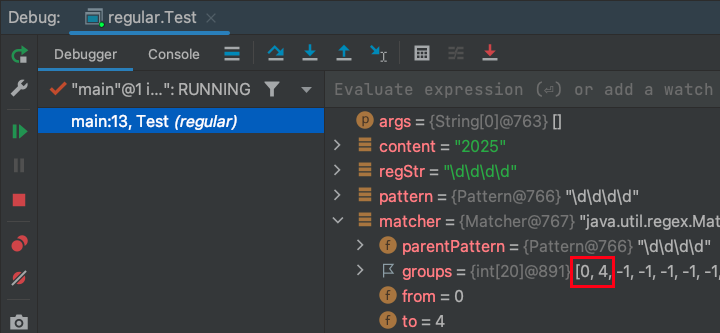 Debug: regular.Test ×
Debugger Console
"main"@1 i...": RUNNING
Evaluate expression (⏎) or add a watch
main:13, Test (regular)
args = {String[0]@763} []
content = "2025"
regStr = "\d\d\d\d"
pattern = {Pattern@766} "\d\d\d\d"
matcher = {Matcher@767} "java.util.regex.Mat
parentPattern = {Pattern@766} "\d\d\d\d"
groups = {int[20]@891} [0, 4, -1, -1, -1, -1, -1,
from = 0
to = 4